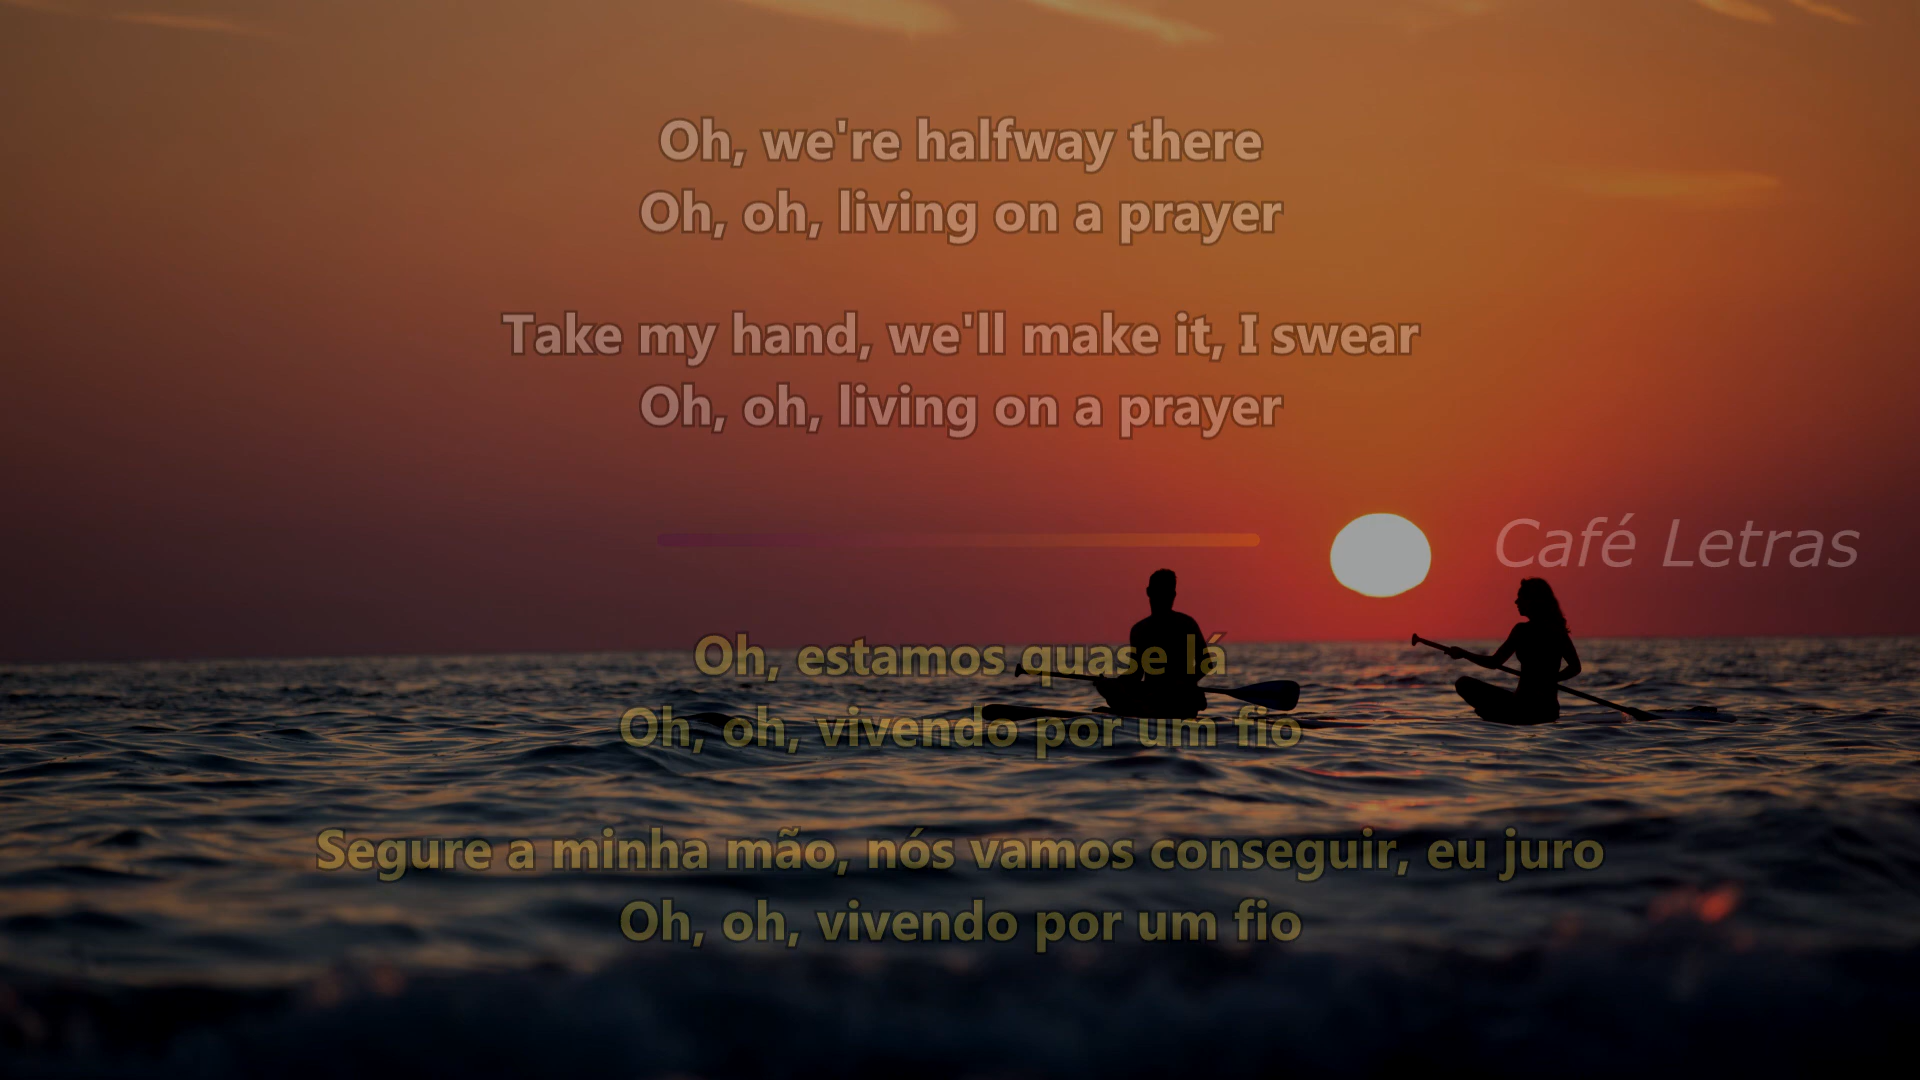 Oh, we're halfway there
Oh, oh, living on a prayer
Take my hand, we'll make it, I swear
Oh, oh, living on a prayer
Café Letras
Oh, estamos quase lá
Oh, oh, vivendo por um fio
Segure a minha mão, nós vamos conseguir, eu juro
Oh, oh, vivendo por um fio